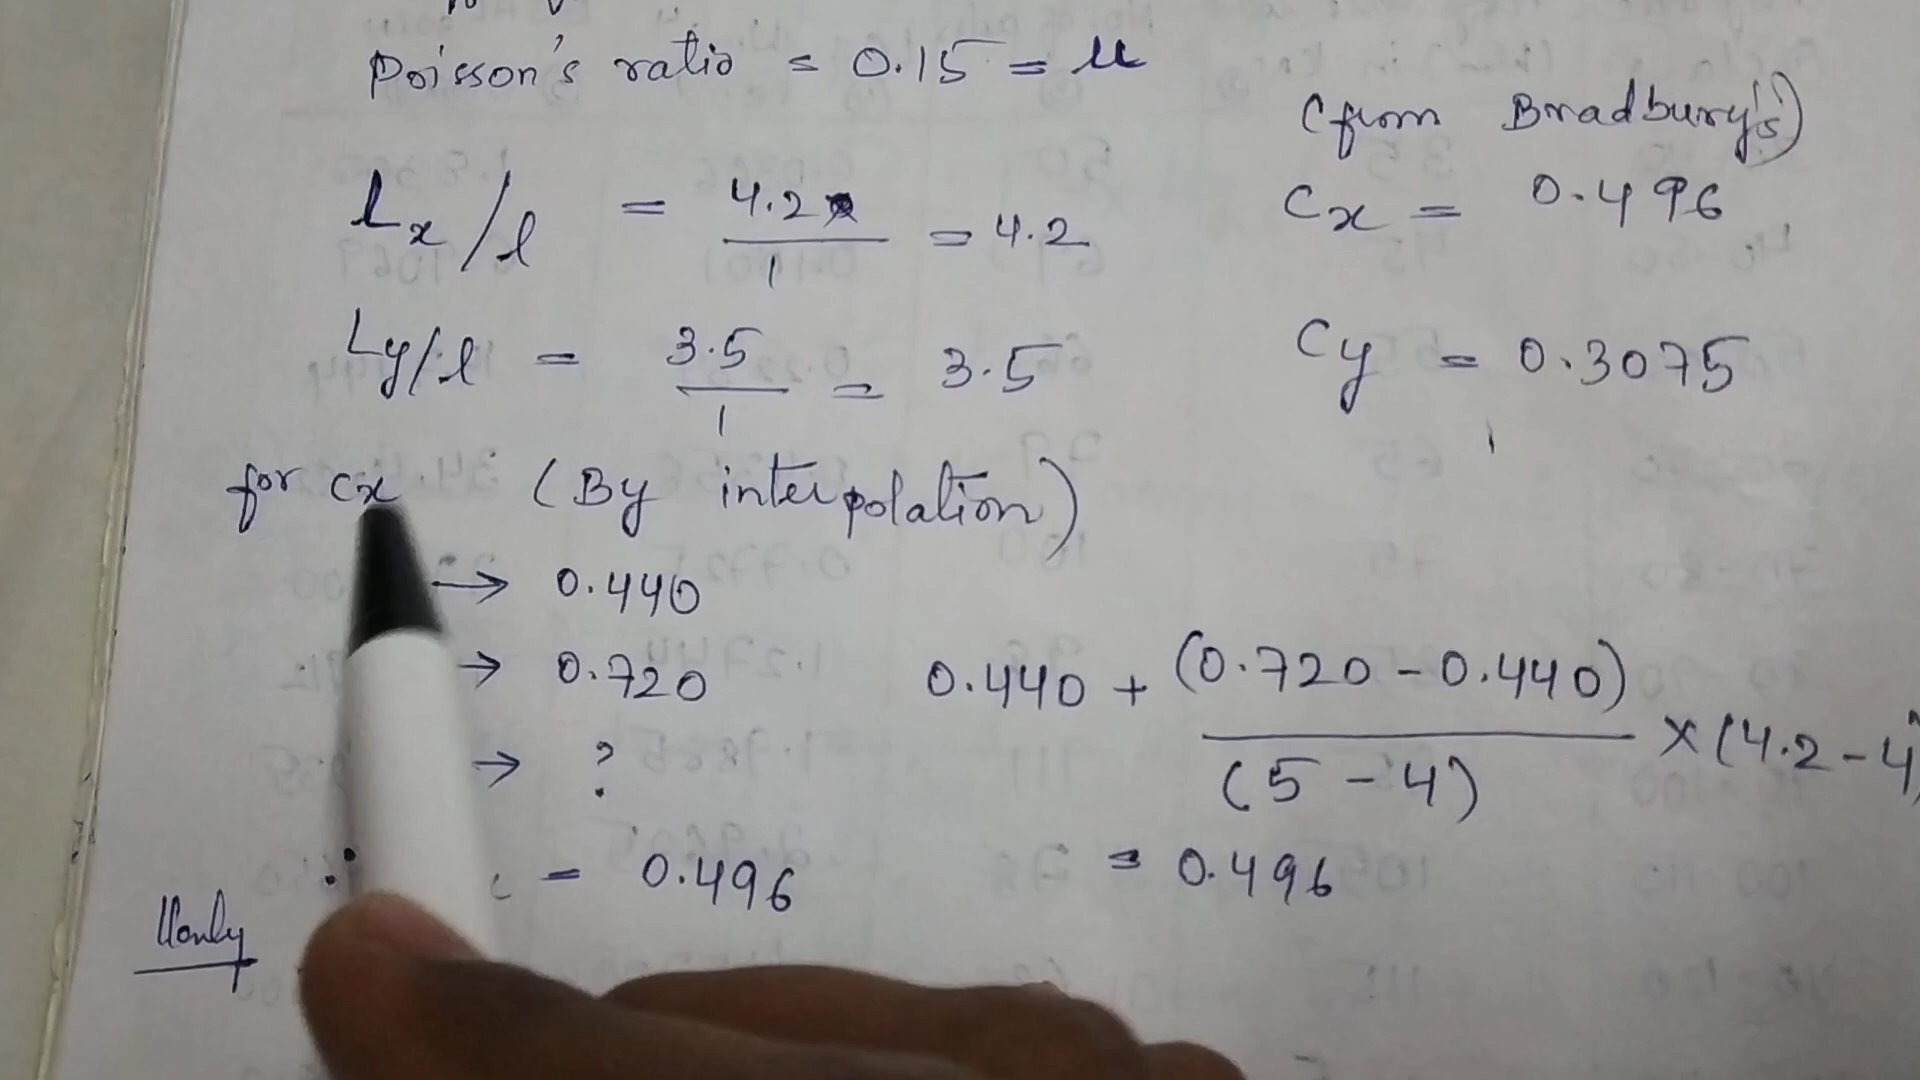 Poisson's ratio = 0.15 = μ
(from Bradbury's)
Lx/l = 4.2/1 = 4.2
Cx = 0.496
Ly/l = 3.5/1 = 3.5
Cy = 0.3075
for Cx (By interpolation)
→ 0.440
→ 0.720
0.440 + (0.720-0.440)/(5-4) × (4.2-4)
→ ?
= 0.496
= 0.496